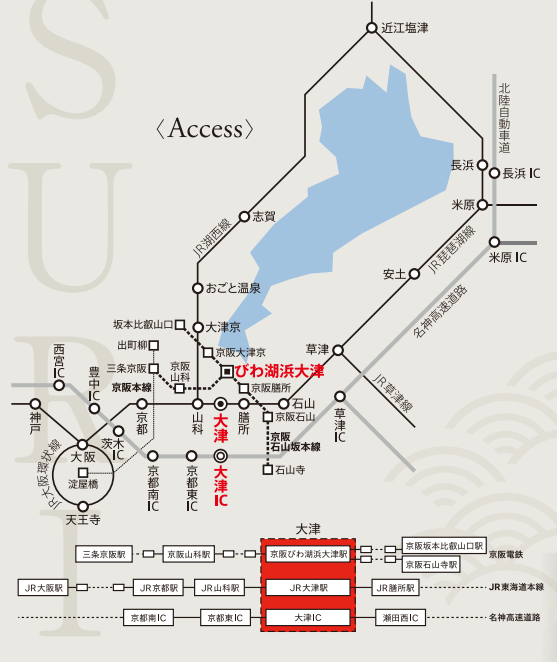 SURI
近江塩津
北陸自動車道
〈Access〉
長浜
長浜 IC
米原
志賀
JR湖西線
JR琵琶湖線
米原 IC
おごと温泉
安土
名神高速道路
坂本比叡山口
大津京
出町柳
京阪大津京
草津
西宮IC
三条京阪
京阪山科
びわ湖浜大津
豊中IC
京阪本線
京阪膳所
JR草津線
神戸
茨木IC
京都
山科
大津
膳所
石山
京阪石山
草津IC
京阪
石山坂本線
JR大阪環状線
大阪
淀屋橋
京都南IC
京都東IC
大津IC
石山寺
天王寺
大津
三条京阪駅
京阪山科駅
京阪びわ湖浜大津駅
京阪坂本比叡山口駅
京阪石山寺駅
京阪電鉄
JR大阪駅
JR京都駅
JR山科駅
JR大津駅
JR膳所駅
JR東海道本線
京都南IC
京都東IC
大津IC
瀬田西IC
名神高速道路